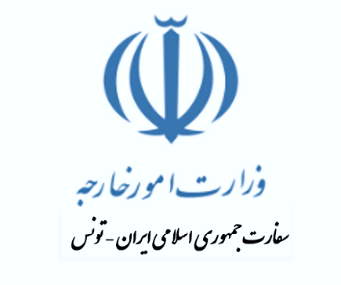 وزارت امور خارجه
سفارت جمهوری اسلامی ایران - تونس